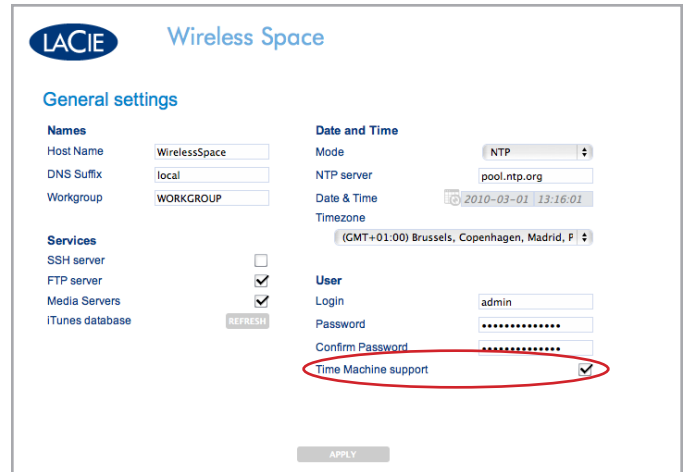 LACIE Wireless Space
General settings
Names
Host Name WirelessSpace
DNS Suffix local
Workgroup WORKGROUP
Services
SSH server
FTP server
Media Servers
iTunes database REFRESH
Date and Time
Mode NTP
NTP server pool.ntp.org
Date & Time 2010-03-01 13:16:01
Timezone
(GMT+01:00) Brussels, Copenhagen, Madrid, P
User
Login admin
Password ••••••••••••••
Confirm Password ••••••••••••••
Time Machine support
APPLY